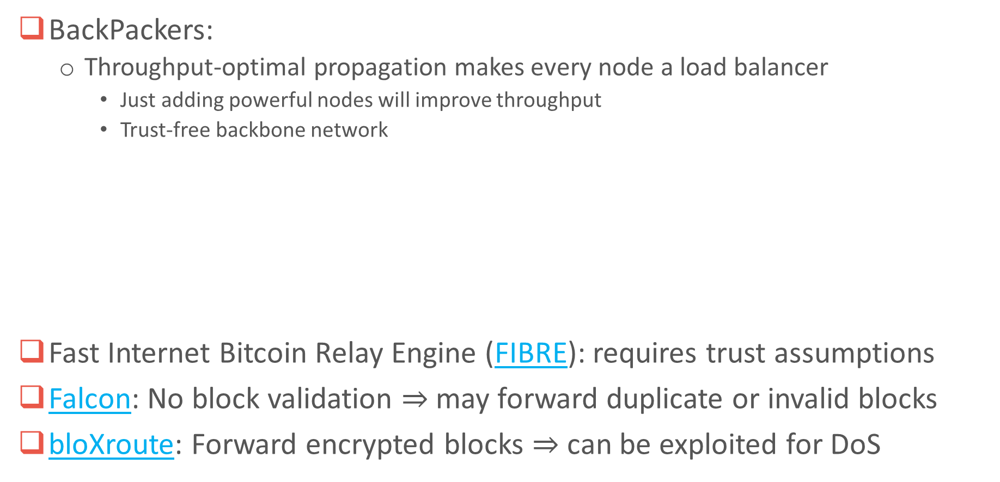 BackPackers:
Throughput-optimal propagation makes every node a load balancer
Just adding powerful nodes will improve throughput
Trust-free backbone network
Fast Internet Bitcoin Relay Engine (FIBRE): requires trust assumptions
Falcon: No block validation ⇒ may forward duplicate or invalid blocks
bloXroute: Forward encrypted blocks ⇒ can be exploited for DoS